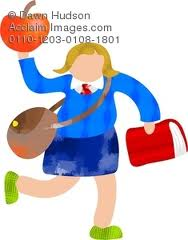 © Dawn Hudson
Acclaim Images.com
0110-1203-0108-1801